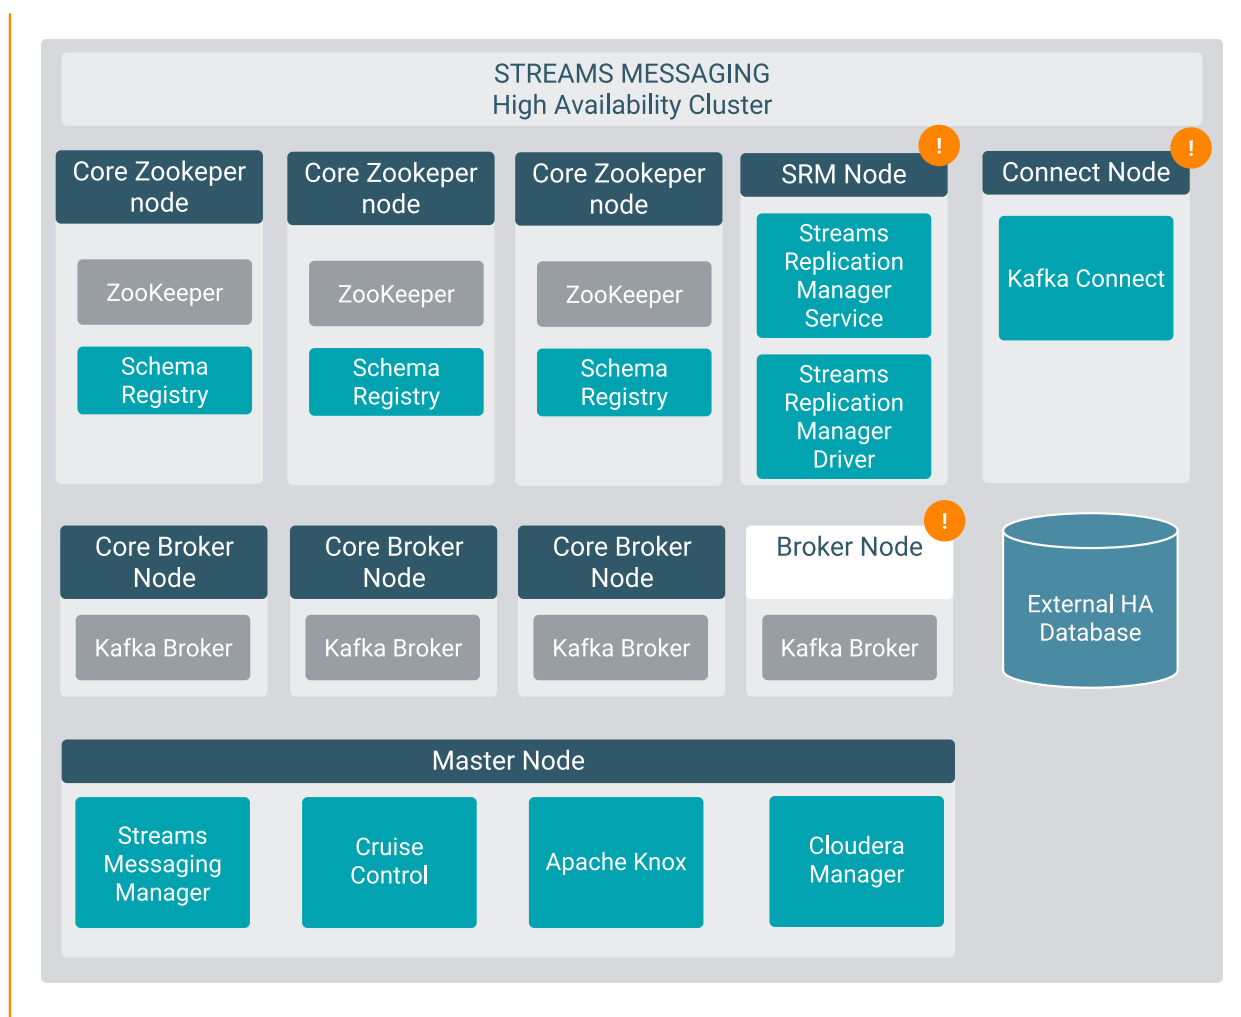 STREAMS MESSAGING
High Availability Cluster
Core Zookeper
node
ZooKeeper
Schema
Registry
Core Zookeper
node
ZooKeeper
Schema
Registry
Core Zookeper
node
ZooKeeper
Schema
Registry
!
SRM Node
Streams
Replication
Manager
Service
Streams
Replication
Manager
Driver
!
Connect Node
Kafka Connect
Core Broker
Node
Kafka Broker
Core Broker
Node
Kafka Broker
Core Broker
Node
Kafka Broker
!
Broker Node
Kafka Broker
External HA
Database
Master Node
Streams
Messaging
Manager
Cruise
Control
Apache Knox
Cloudera
Manager